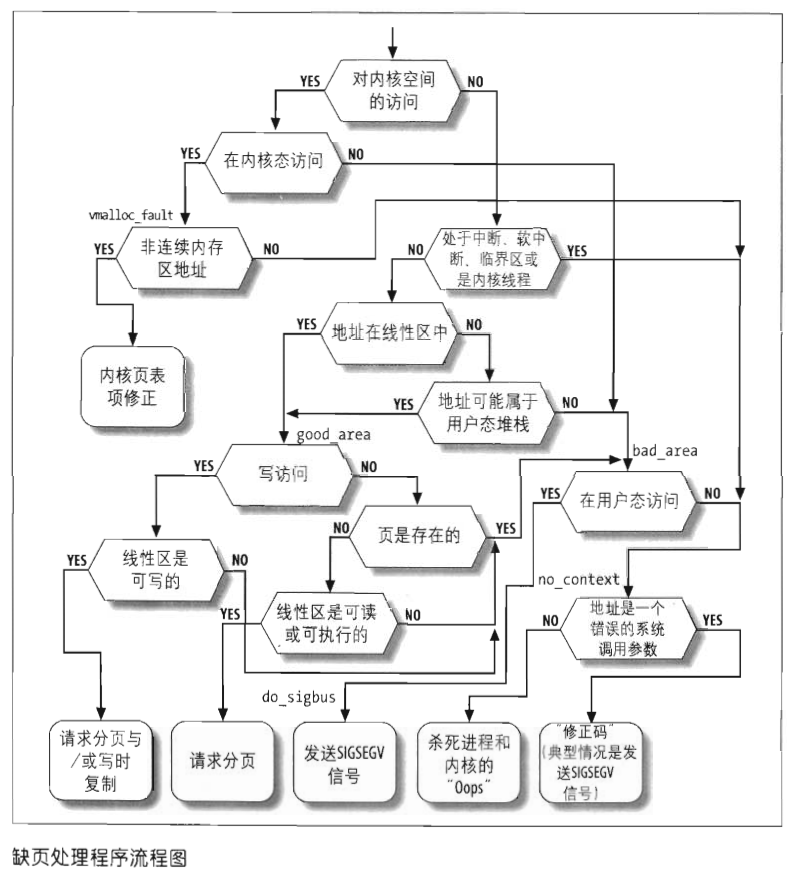 对内核空间
的访问
YES
NO
在内核态访问
YES
NO
vmalloc_fault
非连续内存
区地址
YES
NO
处于中断、软中
断、临界区或
是内核线程
NO
YES
内核页表
项修正
地址在线性区中
YES
NO
地址可能属于
用户态堆栈
YES
NO
good_area
bad_area
写访问
YES
NO
在用户态访问
YES
NO
页是存在的
NO
YES
线性区是
可写的
YES
NO
no_context
线性区是可读
或可执行的
YES
NO
地址是一个
错误的系统
调用参数
NO
YES
do_sigbus
请求分页与
/或写时
复制
请求分页
发送SIGSEGV
信号
杀死进程和
内核的
“Oops”
“修正码”
(典型情况是发
送SIGSEGV
信号)
缺页处理程序流程图